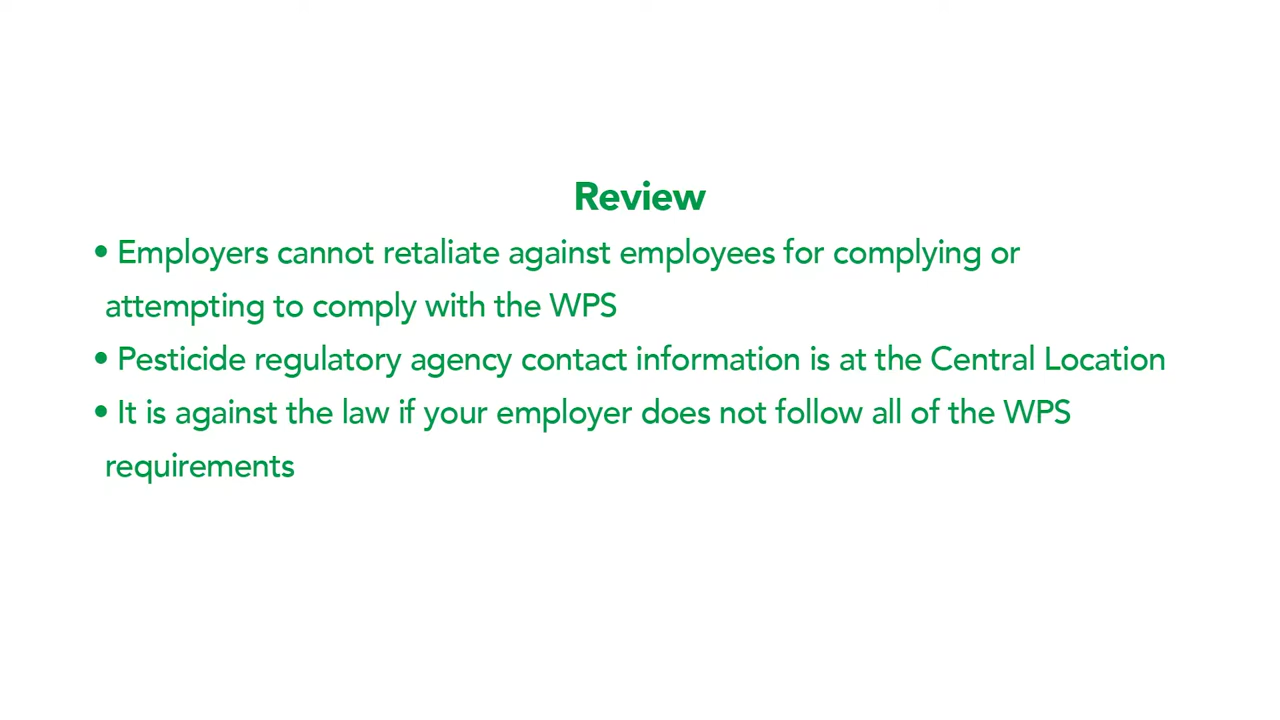 Review
• Employers cannot retaliate against employees for complying or
attempting to comply with the WPS
• Pesticide regulatory agency contact information is at the Central Location
• It is against the law if your employer does not follow all of the WPS
requirements